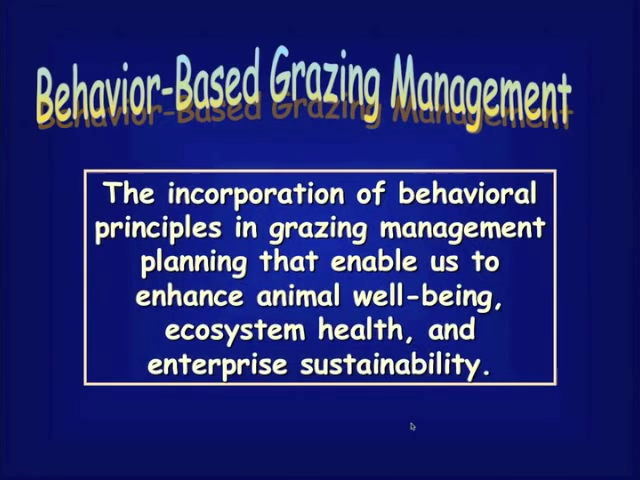 Behavior-Based Grazing Management
The incorporation of behavioral
principles in grazing management
planning that enable us to
enhance animal well-being,
ecosystem health, and
enterprise sustainability.